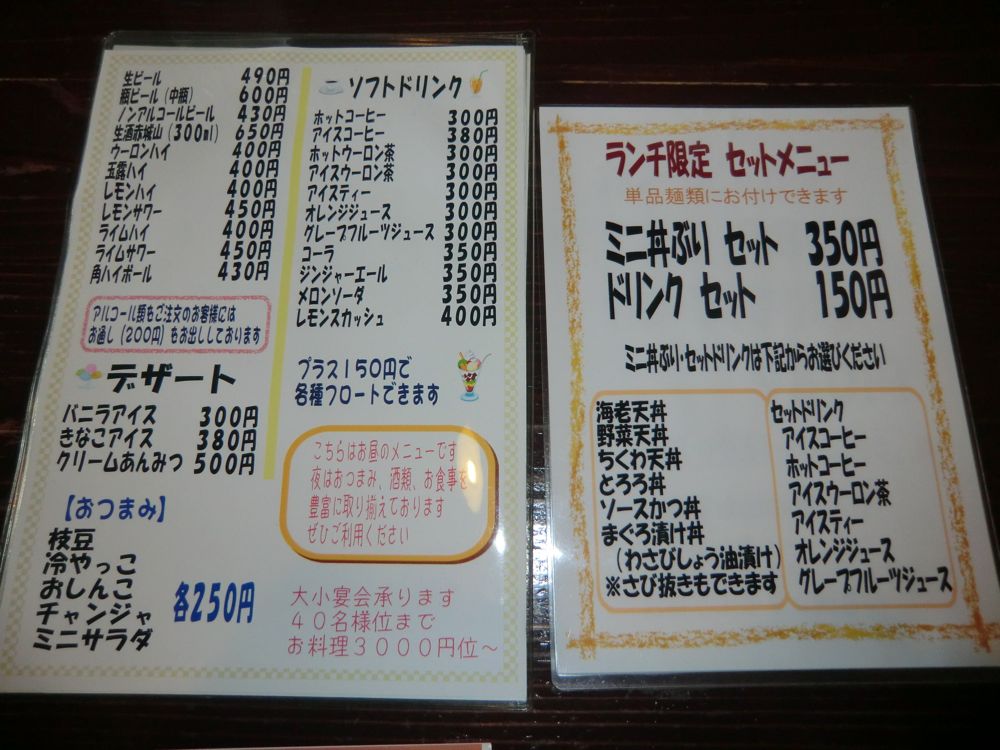 生ビール 490円
瓶ビール (中瓶) 600円
ノンアルコールビール 430円
生酒赤城山 (300ml) 650円
ウーロンハイ 400円
玉露ハイ 400円
レモンハイ 400円
レモンサワー 450円
ライムハイ 400円
ライムサワー 450円
角ハイボール 430円
アルコール類をご注文のお客様には
お通し (200円) をお出ししております
デザート
バニラアイス 300円
きなこアイス 380円
クリームあんみつ 500円
【おつまみ】
枝豆
冷やっこ
おしんこ
チャンジャ
ミニサラダ
各250円
ソフトドリンク
ホットコーヒー 300円
アイスコーヒー 380円
ホットウーロン茶 300円
アイスウーロン茶 300円
アイスティー 300円
オレンジジュース 300円
グレープフルーツジュース 300円
コーラ 350円
ジンジャーエール 350円
メロンソーダ 350円
レモンスカッシュ 400円
プラス150円で
各種フロートできます
こちらはお昼のメニューです
夜はおつまみ、酒類、お食事を
豊富に取り揃えております
ぜひご利用ください
大小宴会承ります
40名様位まで
お料理3000円位~
ランチ限定 セットメニュー
単品麺類にお付けできます
ミニ丼ぶり セット 350円
ドリンク セット 150円
ミニ丼ぶり・セットドリンクは下記からお選びください
海老天丼
野菜天丼
ちくわ天丼
とろろ丼
ソースかつ丼
まぐろ漬け丼
(わさびしょう油漬け)
※さび抜きもできます
セットドリンク
アイスコーヒー
ホットコーヒー
アイスウーロン茶
アイスティー
オレンジジュース
グレープフルーツジュース